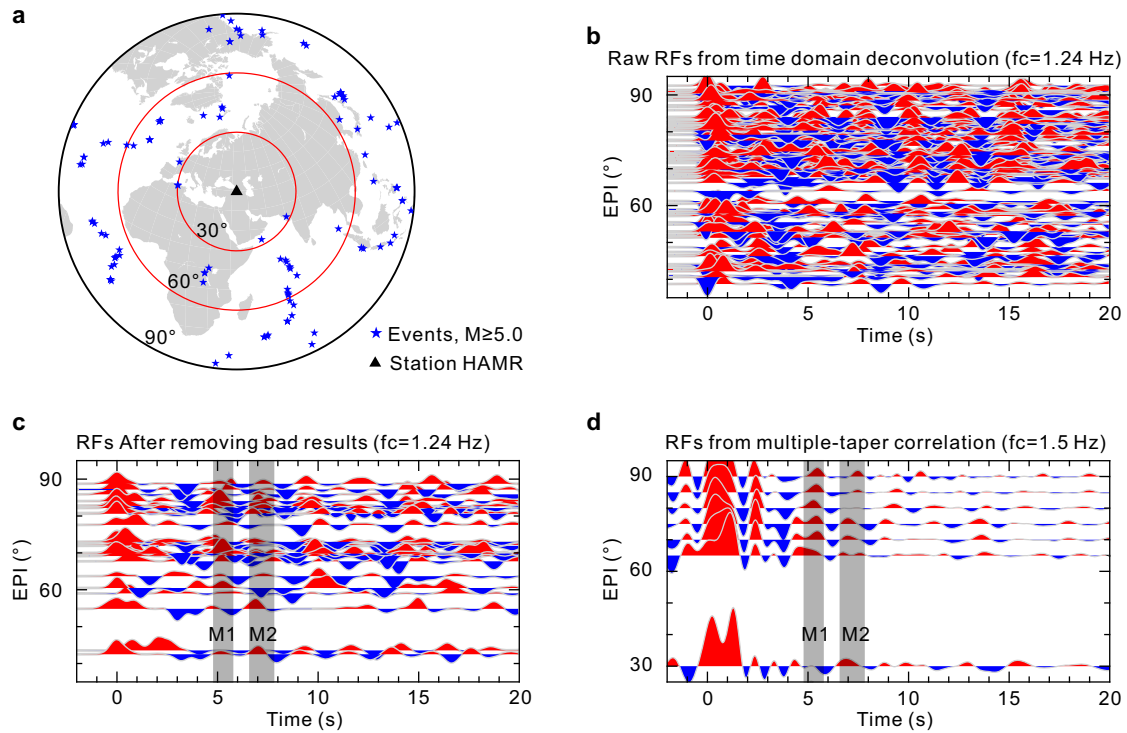 a
30°
60°
90°
Events, M≥5.0
Station HAMR
b
Raw RFs from time domain deconvolution (fc=1.24 Hz)
EPI (°)
90
60
0 5 10 15 20
Time (s)
c
RFs After removing bad results (fc=1.24 Hz)
EPI (°)
90
60
M1 M2
0 5 10 15 20
Time (s)
d
RFs from multiple-taper correlation (fc=1.5 Hz)
EPI (°)
90
60
30
M1 M2
0 5 10 15 20
Time (s)